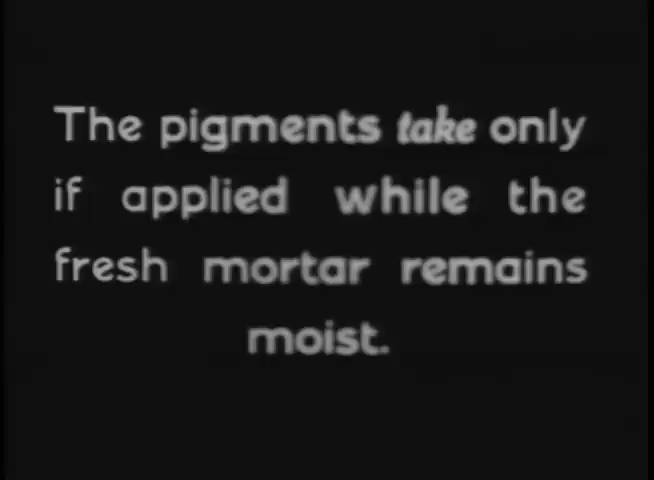 The pigments take only
if applied while the
fresh mortar remains
moist.